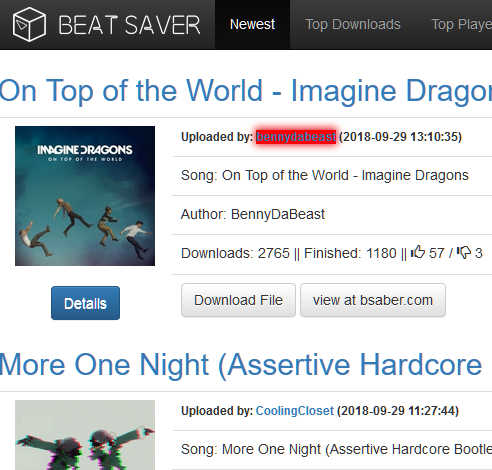 BEAT SAVER Newest Top Downloads Top Playe
On Top of the World - Imagine Dragor
IMAGINE DRAGONS
ON TOP OF THE WORLD
Uploaded by: bennydabeast (2018-09-29 13:10:35)
Song: On Top of the World - Imagine Dragons
Author: BennyDaBeast
Downloads: 2765 || Finished: 1180 || 57 / 3
Details Download File view at bsaber.com
More One Night (Assertive Hardcore
Uploaded by: CoolingCloset (2018-09-29 11:27:44)
Song: More One Night (Assertive Hardcore Bootle